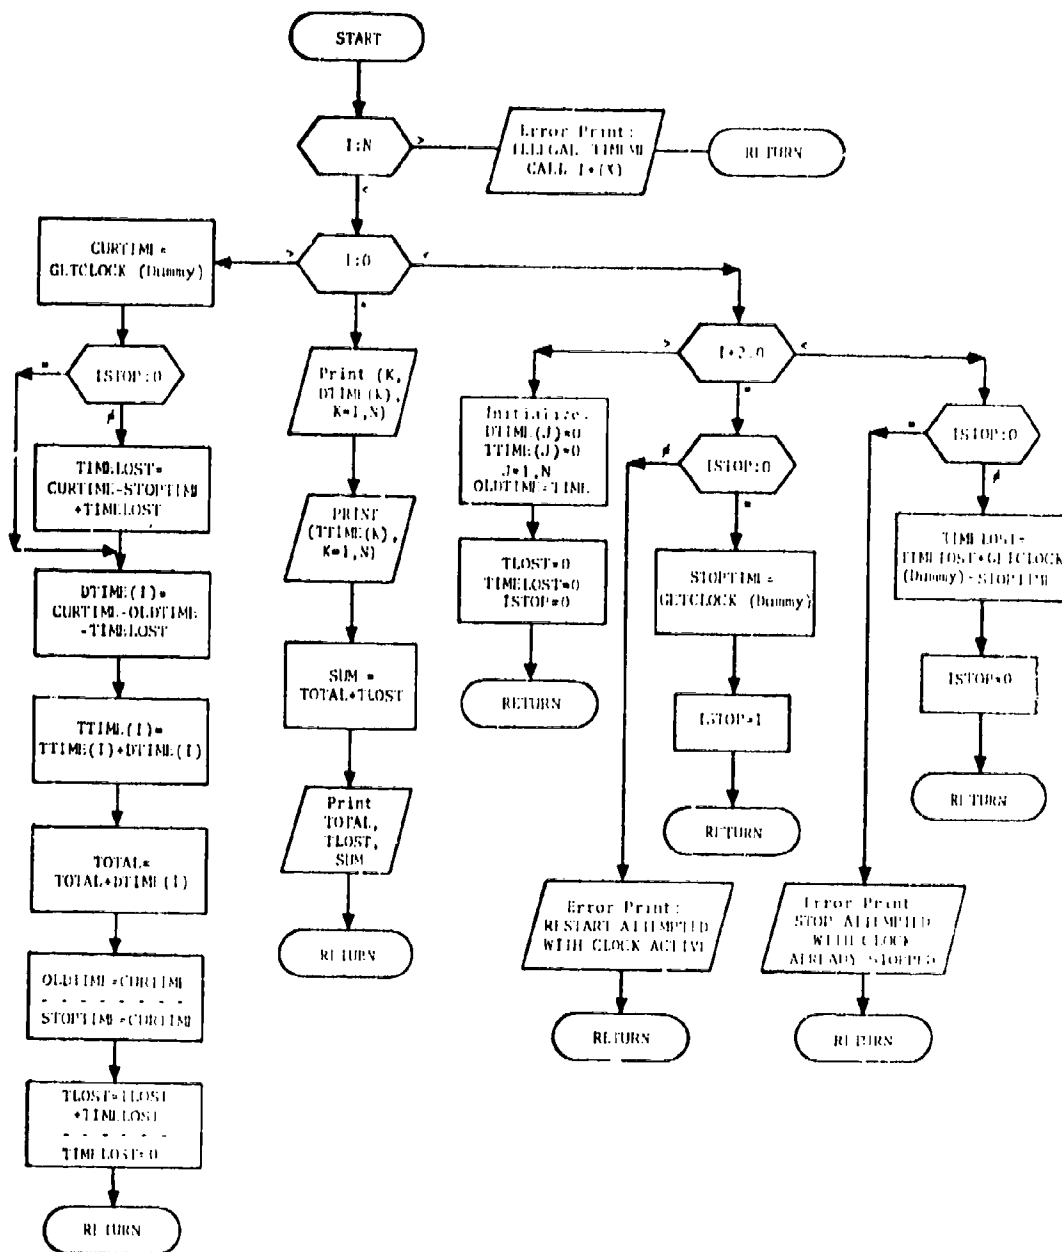 START
I:N
>
Error Print:
ILLEGAL TIMEMI
CALL I=(X)
RETURN
<
CURTIME=
GETCLOCK (Dummy)
>
I:0
<
=
ISTOP:0
=
≠
Print (K,
DTIME(k),
K=1,N)
>
I+2:0
<
=
Initialize:
DTIME(J)=0
TTIME(J)=0
J=1,N
OLDTIME=TIME
≠
ISTOP:0
=
=
ISTOP:0
≠
TIMELOST=
CURTIME-STOPTIME
+TIMELOST
PRINT
(TTIME(k),
K=1,N)
TLOST=0
TIMELOST=0
ISTOP=0
STOPTIME=
GETCLOCK (Dummy)
TIMELOST=
TIMELOST+GETCLOCK
(Dummy)-STOPTIME
DTIME(I)=
CURTIME-OLDTIME
-TIMELOST
SUM =
TOTAL+TLOST
RETURN
ISTOP=1
ISTOP=0
TTIME(I)=
TTIME(I)+DTIME(I)
Print
TOTAL,
TLOST,
SUM
RETURN
RETURN
TOTAL=
TOTAL+DTIME(I)
RETURN
Error Print:
RESTART ATTEMPTED
WITH CLOCK ACTIVE
Error Print
STOP ATTEMPTED
WITH CLOCK
ALREADY STOPPED
OLDTIME=CURTIME
- - - - - - - -
STOPTIME=CURTIME
RETURN
RETURN
TLOST=TLOST
+TIMELOST
- - - - - -
TIMELOST=0
RETURN